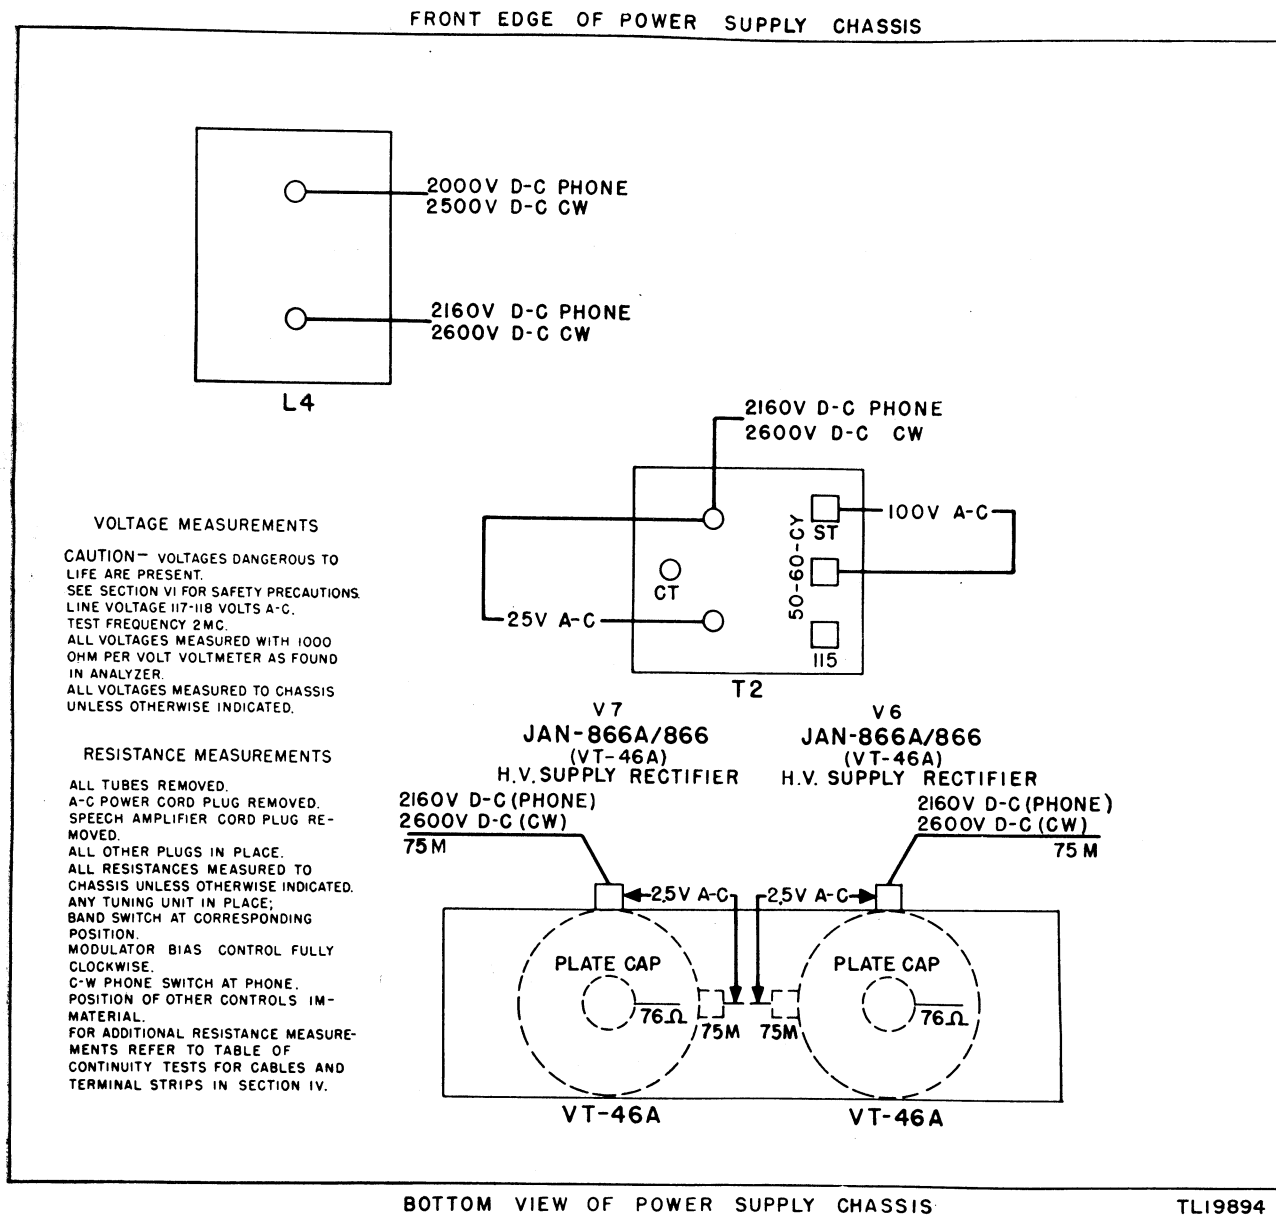 FRONT EDGE OF POWER SUPPLY CHASSIS
2000V D-C PHONE
2500V D-C CW
2160V D-C PHONE
2600V D-C CW
L4
2160V D-C PHONE
2600V D-C CW
100V A-C
ST
50-60-CY
CT
25V A-C
115
T2
VOLTAGE MEASUREMENTS
CAUTION— VOLTAGES DANGEROUS TO
LIFE ARE PRESENT.
SEE SECTION VI FOR SAFETY PRECAUTIONS.
LINE VOLTAGE 117-118 VOLTS A-C.
TEST FREQUENCY 2MC.
ALL VOLTAGES MEASURED WITH 1000
OHM PER VOLT VOLTMETER AS FOUND
IN ANALYZER.
ALL VOLTAGES MEASURED TO CHASSIS
UNLESS OTHERWISE INDICATED.
RESISTANCE MEASUREMENTS
ALL TUBES REMOVED.
A-C POWER CORD PLUG REMOVED.
SPEECH AMPLIFIER CORD PLUG RE-
MOVED.
ALL OTHER PLUGS IN PLACE.
ALL RESISTANCES MEASURED TO
CHASSIS UNLESS OTHERWISE INDICATED.
ANY TUNING UNIT IN PLACE;
BAND SWITCH AT CORRESPONDING
POSITION.
MODULATOR BIAS CONTROL FULLY
CLOCKWISE.
C-W PHONE SWITCH AT PHONE.
POSITION OF OTHER CONTROLS IM-
MATERIAL.
FOR ADDITIONAL RESISTANCE MEASURE-
MENTS REFER TO TABLE OF
CONTINUITY TESTS FOR CABLES AND
TERMINAL STRIPS IN SECTION IV.
V7
JAN-866A/866
(VT-46A)
H.V. SUPPLY RECTIFIER
2160V D-C (PHONE)
2600V D-C (CW)
75M
V6
JAN-866A/866
(VT-46A)
H.V. SUPPLY RECTIFIER
2160V D-C (PHONE)
2600V D-C (CW)
75M
2.5V A-C
2.5V A-C
PLATE CAP
76Ω
75M
75M
PLATE CAP
76Ω
VT-46A
VT-46A
BOTTOM VIEW OF POWER SUPPLY CHASSIS
TL19894